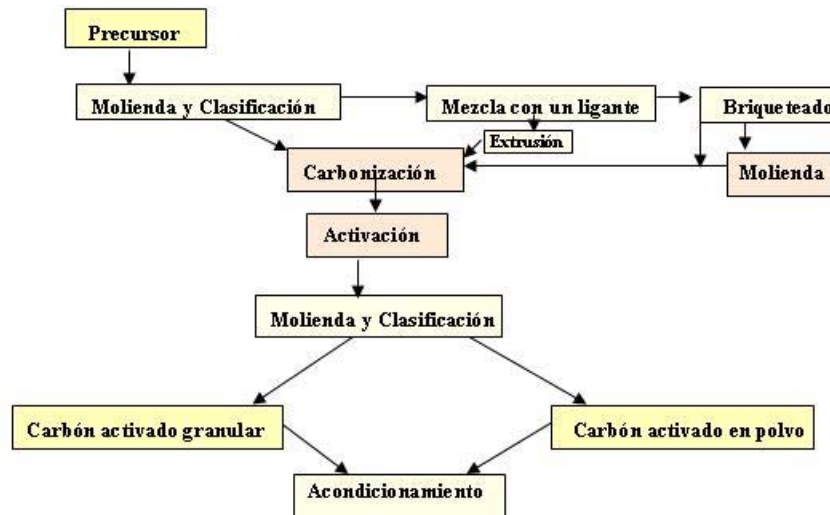 Precursor
Molienda y Clasificación
Mezcla con un ligante
Briqueteado
Extrusión
Carbonización
Molienda
Activación
Molienda y Clasificación
Carbón activado granular
Carbón activado en polvo
Acondicionamiento